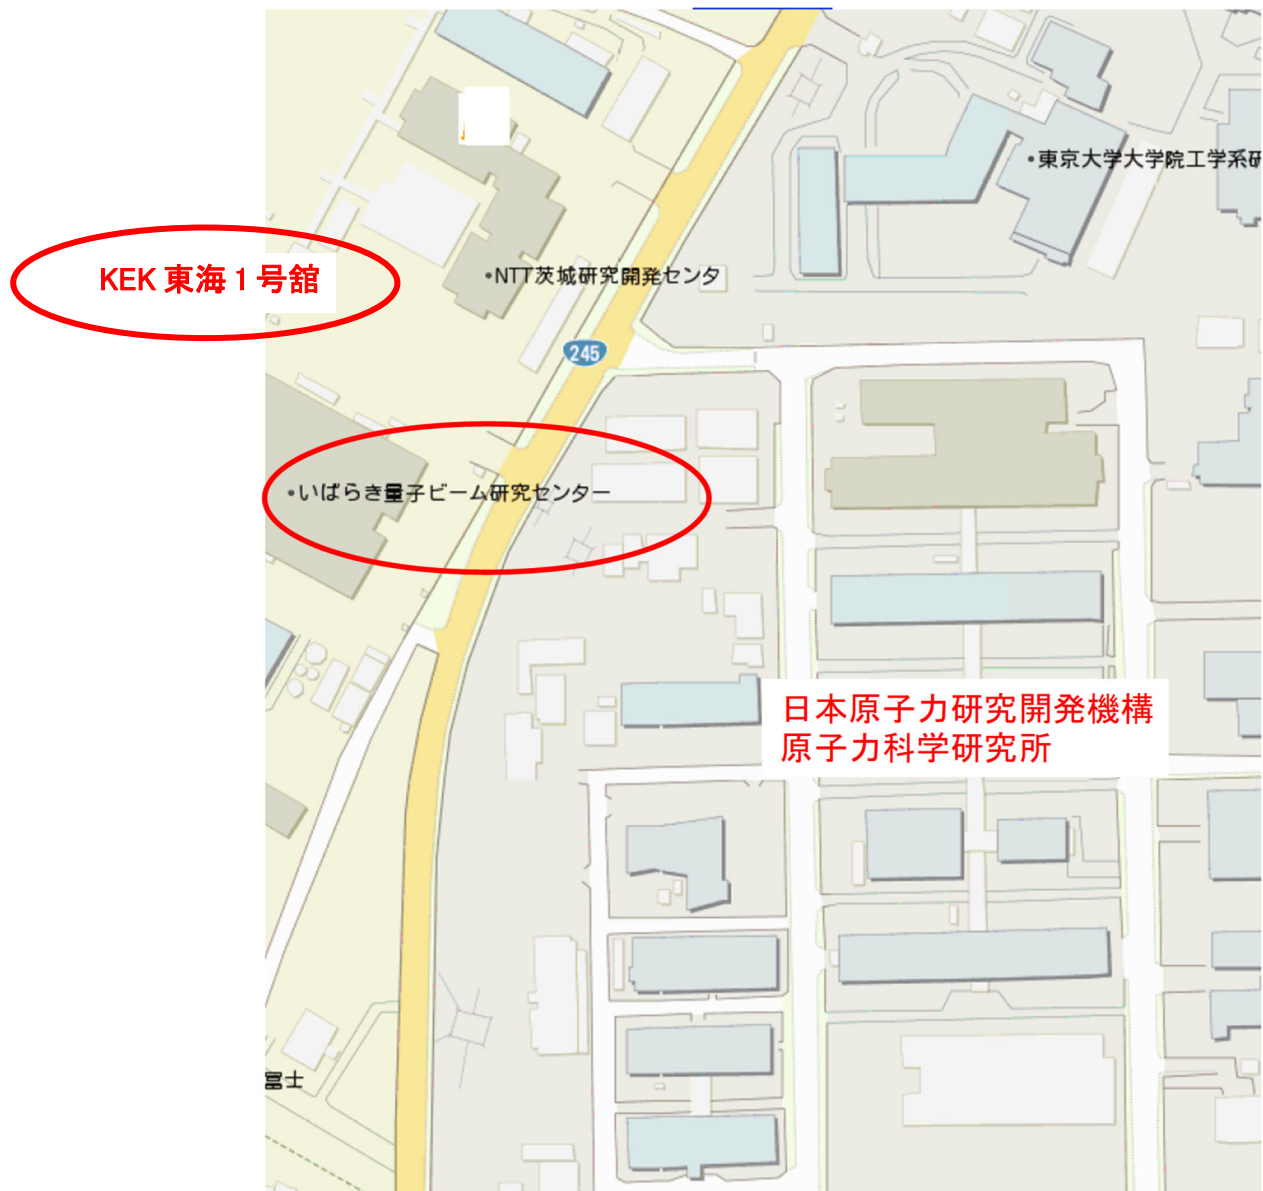 •東京大学大学院工学系研
KEK 東海１号舘
•NTT茨城研究開発センタ
245
•いばらき量子ビーム研究センター
日本原子力研究開発機構
原子力科学研究所
冨士